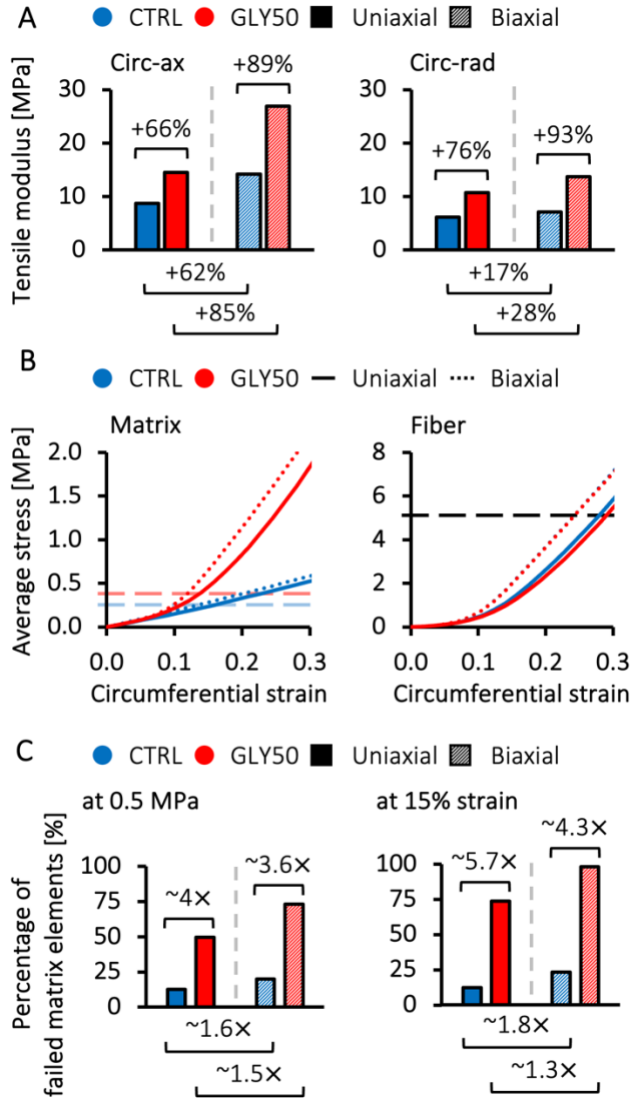 A
CTRL GLY50 Uniaxial Biaxial
Circ-ax Circ-rad
Tensile modulus [MPa]
30 30
20 20
10 10
0 0
+66% +89% +76% +93%
+62% +17%
+85% +28%
B
CTRL GLY50 Uniaxial Biaxial
Matrix Fiber
Average stress [MPa]
2.0 8
1.5 6
1.0 4
0.5 2
0.0 0
0.0 0.1 0.2 0.3 0.0 0.1 0.2 0.3
Circumferential strain Circumferential strain
C
CTRL GLY50 Uniaxial Biaxial
at 0.5 MPa at 15% strain
Percentage of
failed matrix elements [%]
100 100
75 75
50 50
25 25
0 0
~4× ~3.6× ~5.7× ~4.3×
~1.6× ~1.8×
~1.5× ~1.3×